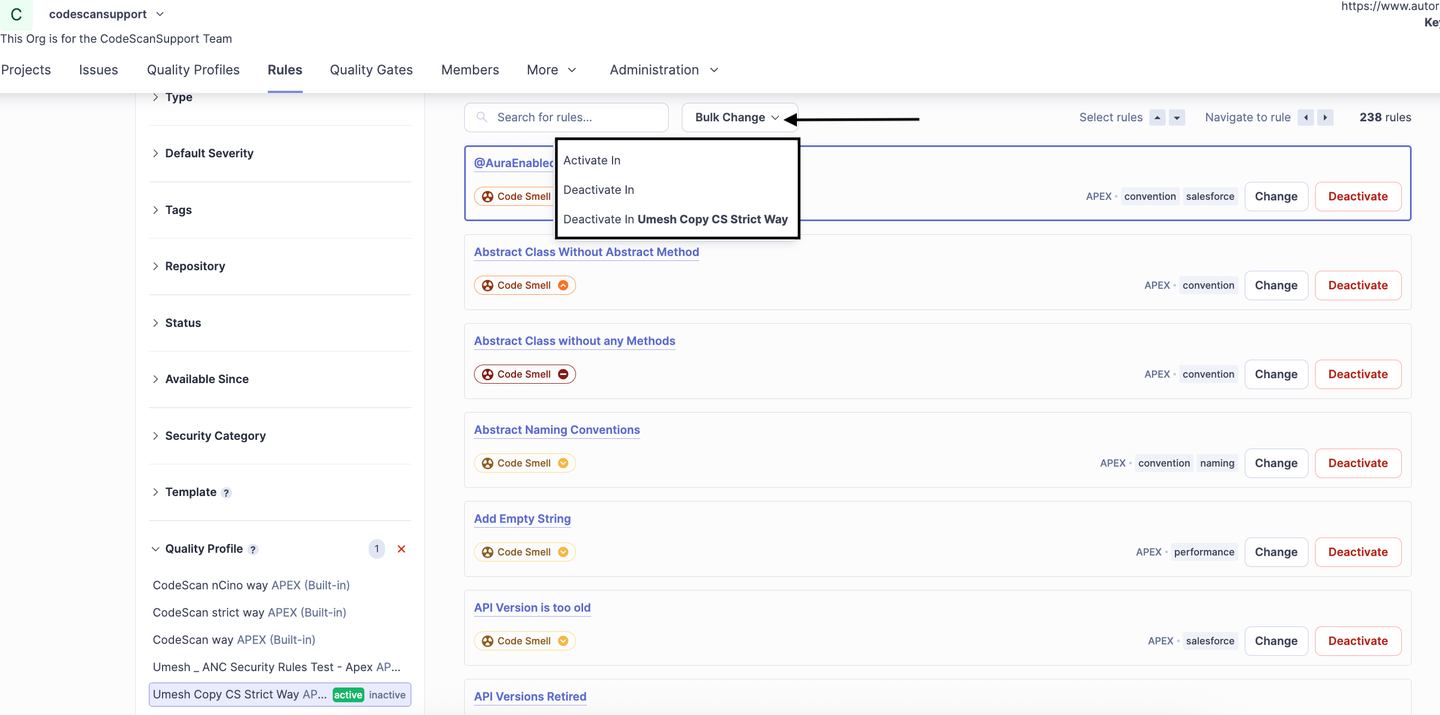 C codescansupport
https://www.autor
Key
This Org is for the CodeScanSupport Team
Projects Issues Quality Profiles Rules Quality Gates Members More Administration
Type
Default Severity
Tags
Repository
Status
Available Since
Security Category
Template ?
Quality Profile ? 1
CodeScan nCino way APEX (Built-in)
CodeScan strict way APEX (Built-in)
CodeScan way APEX (Built-in)
Umesh _ ANC Security Rules Test - Apex AP...
Umesh Copy CS Strict Way AP... active inactive
Search for rules... Bulk Change Select rules Navigate to rule 238 rules
Activate In
Deactivate In
Deactivate In Umesh Copy CS Strict Way
@AuraEnabled
Code Smell APEX convention salesforce Change Deactivate
Abstract Class Without Abstract Method
Code Smell APEX convention Change Deactivate
Abstract Class without any Methods
Code Smell APEX convention Change Deactivate
Abstract Naming Conventions
Code Smell APEX convention naming Change Deactivate
Add Empty String
Code Smell APEX performance Change Deactivate
API Version is too old
Code Smell APEX salesforce Change Deactivate
API Versions Retired